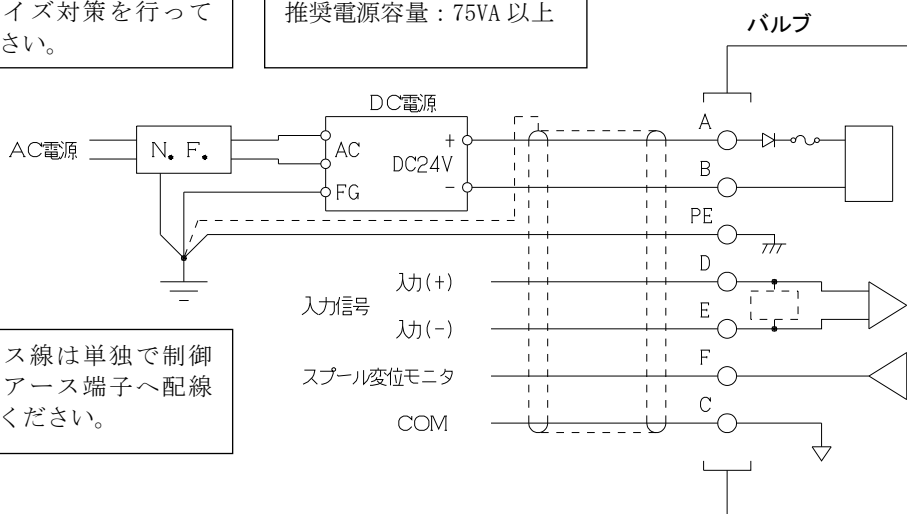 イズ対策を行って
さい。
推奨電源容量：75VA 以上
バルブ
DC電源
AC電源
N. F.
AC
FG
+
DC24V
-
A
B
PE
D
入力(+)
入力信号
E
入力(-)
F
スプール変位モニタ
C
COM
ス線は単独で制御
アース端子へ配線
ください。